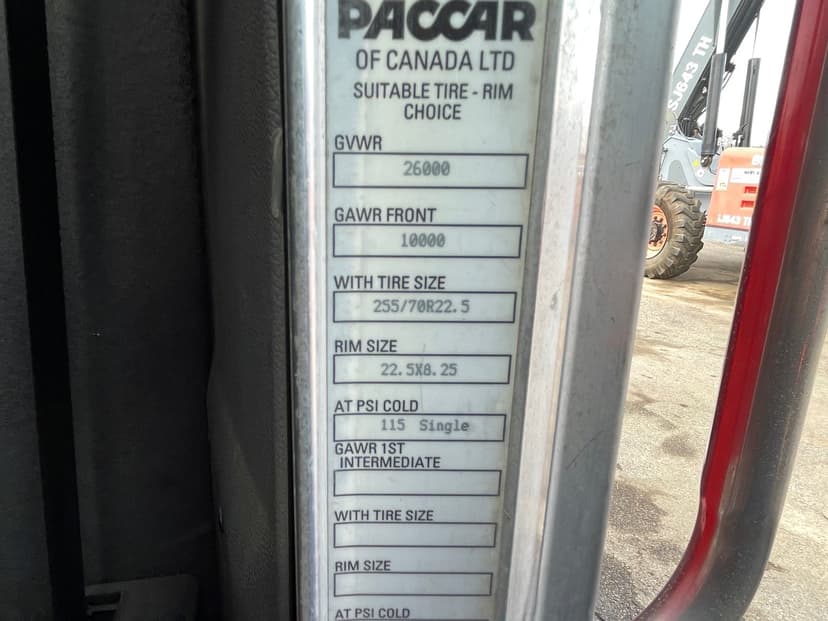 PACCAR
OF CANADA LTD
SUITABLE TIRE - RIM
CHOICE
GVWR
26000
GAWR FRONT
10000
WITH TIRE SIZE
255/70R22.5
RIM SIZE
22.5X8.25
AT PSI COLD
115 Single
GAWR 1ST
INTERMEDIATE
WITH TIRE SIZE
RIM SIZE
AT PSI COLD
SJ643 TH